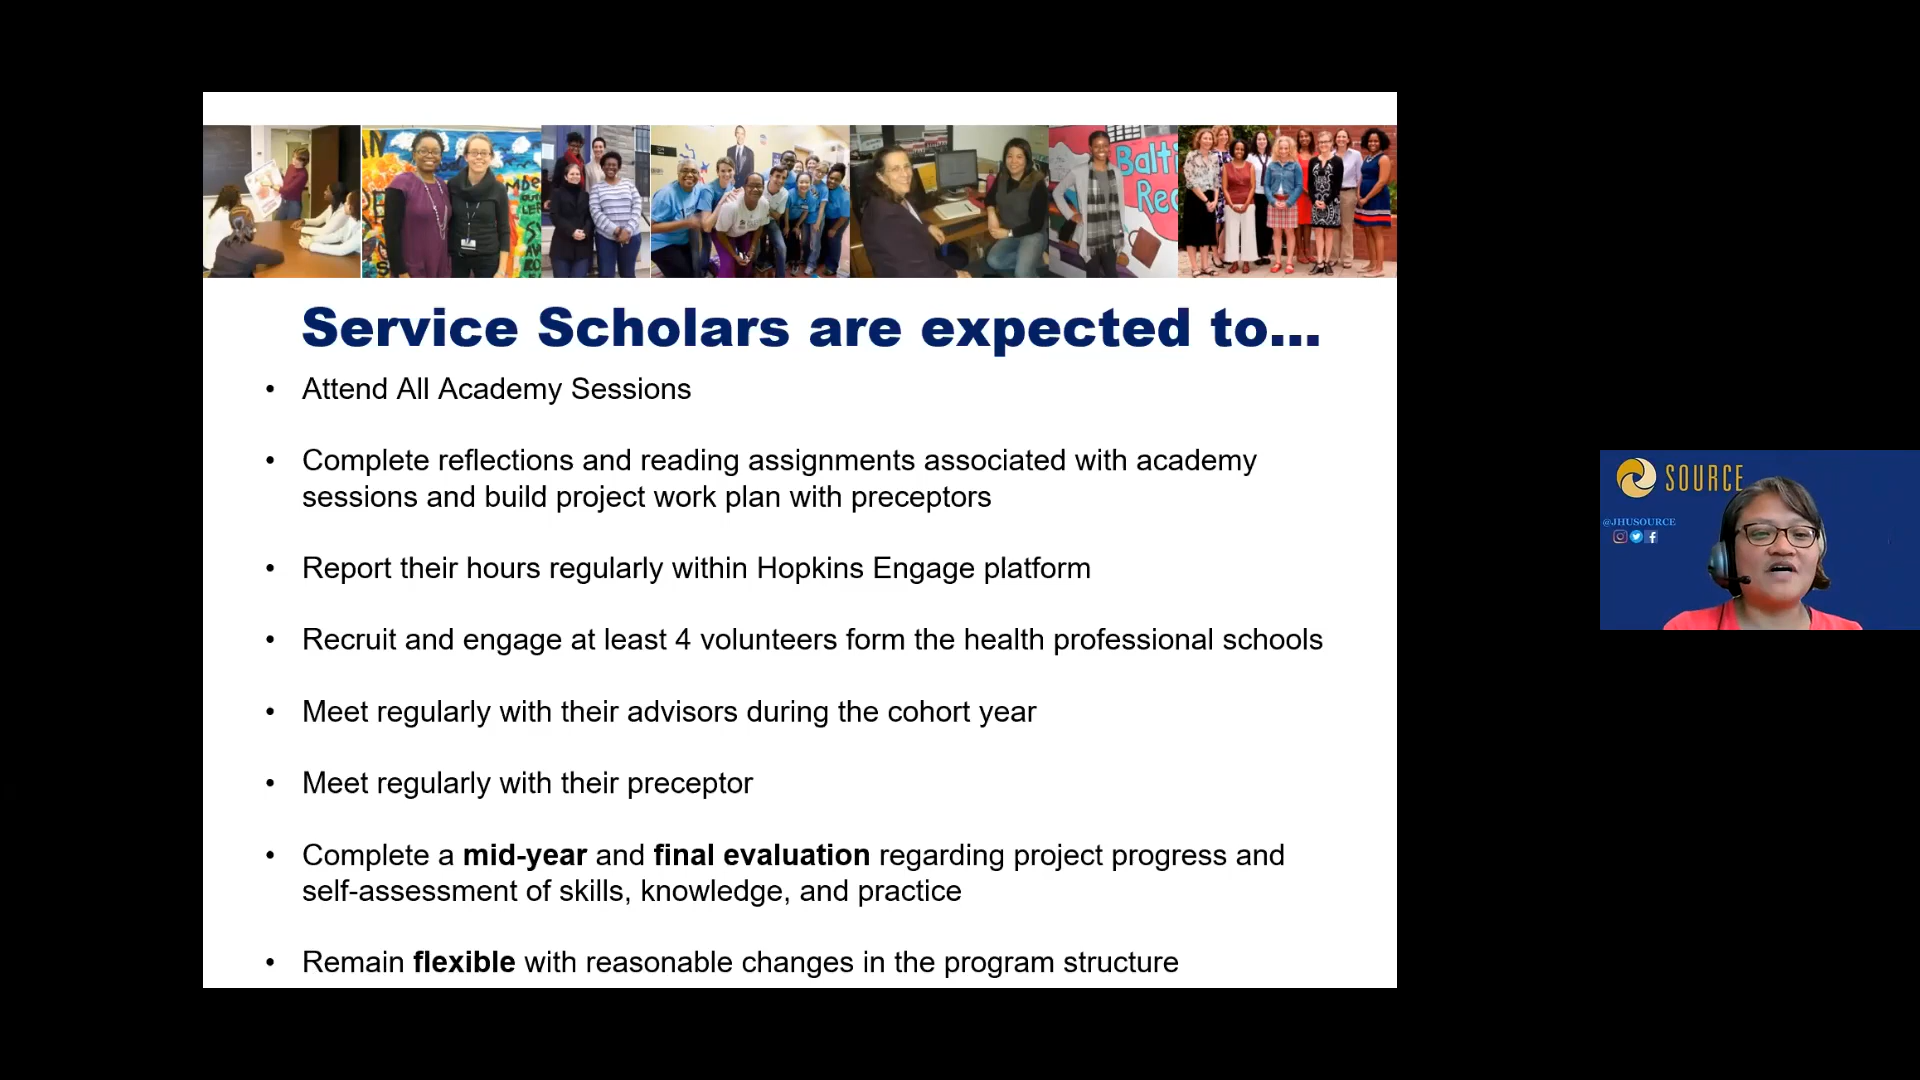 Balti
Rec
Service Scholars are expected to...
• Attend All Academy Sessions
• Complete reflections and reading assignments associated with academy
sessions and build project work plan with preceptors
• Report their hours regularly within Hopkins Engage platform
• Recruit and engage at least 4 volunteers form the health professional schools
• Meet regularly with their advisors during the cohort year
• Meet regularly with their preceptor
• Complete a mid-year and final evaluation regarding project progress and
self-assessment of skills, knowledge, and practice
• Remain flexible with reasonable changes in the program structure
SOURCE
@JHUSOURCE